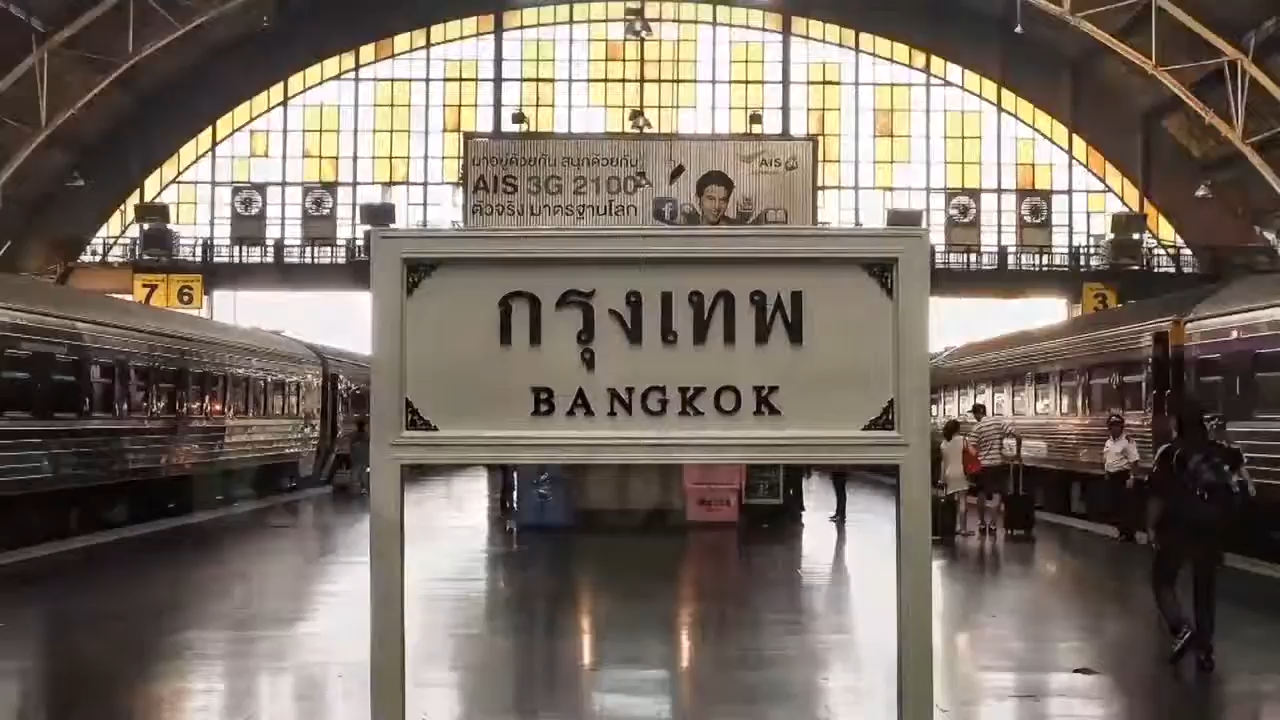 มาอยู่ด้วยกัน สนุกด้วยกัน
AIS 3G 2100
ตัวจริง มาตรฐานโลก
AIS
f
7 6
3
กรุงเทพ
BANGKOK